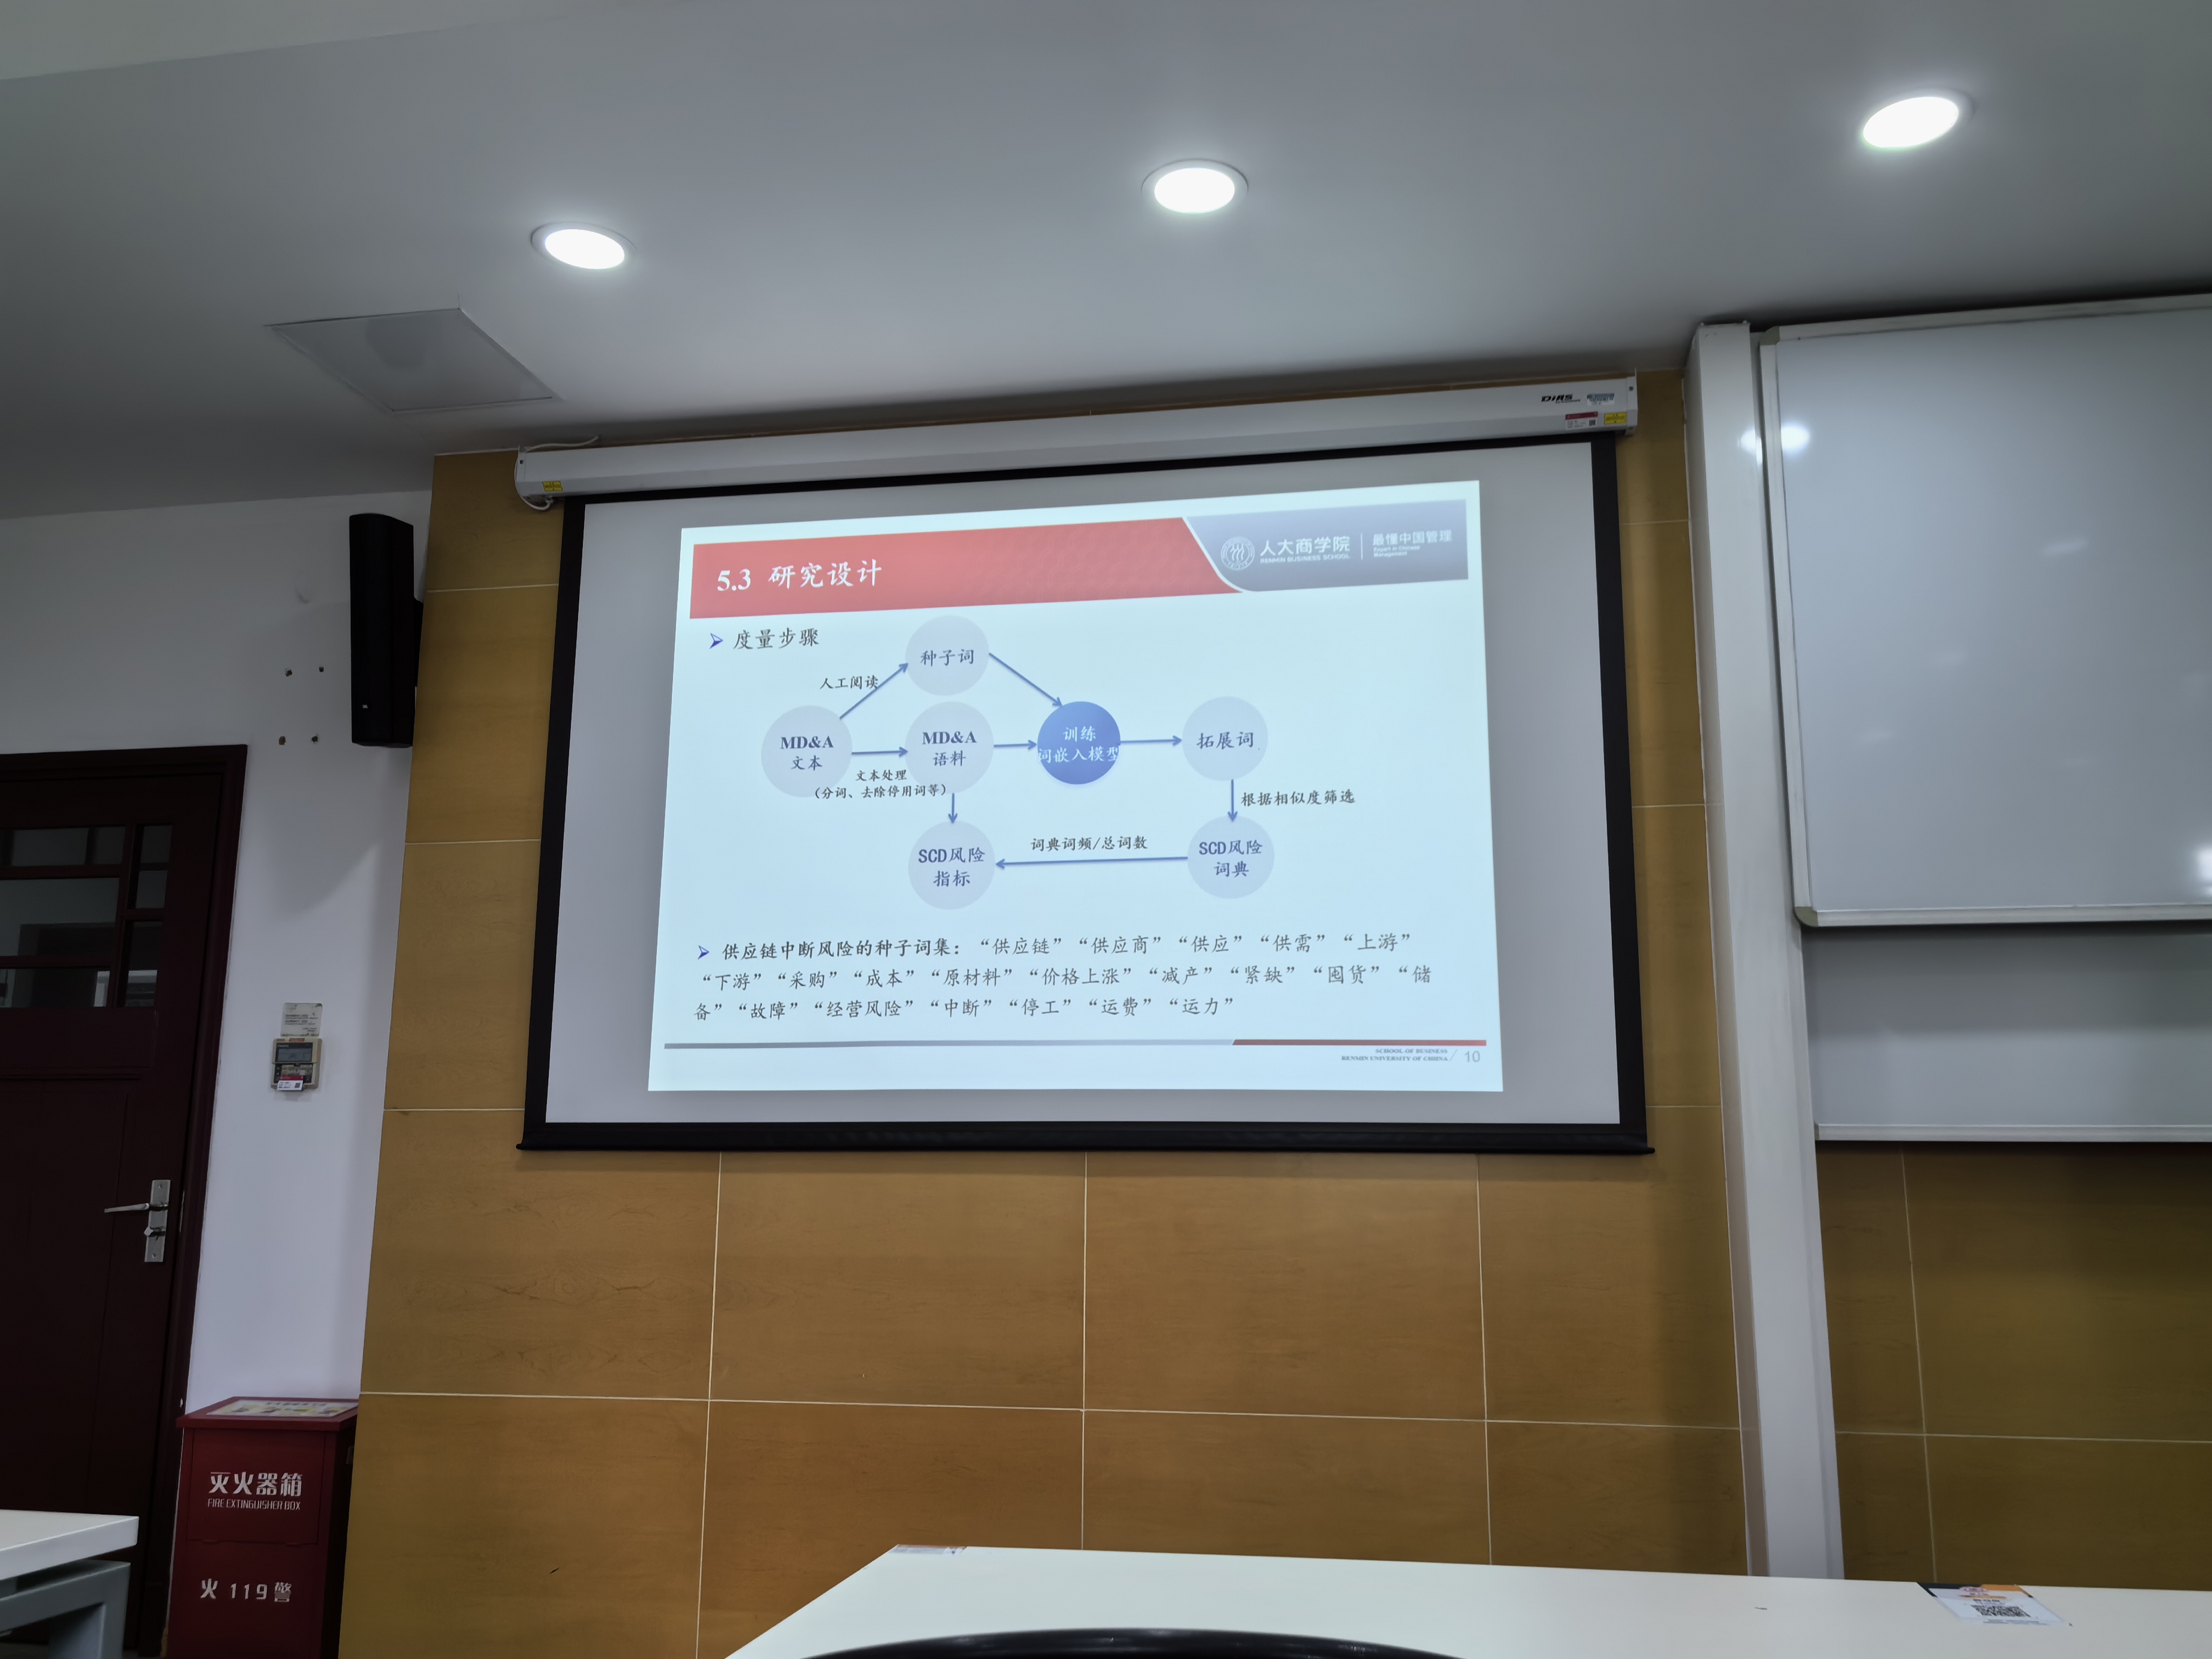 DIAS
人大商学院
RENMIN BUSINESS SCHOOL
最懂中国管理
Expert in Chinese
Management
5.3 研究设计
度量步骤
种子词
人工阅读
MD&A
文本
MD&A
语料
训练
词嵌入模型
拓展词
文本处理
（分词、去除停用词等）
根据相似度筛选
词典词频/总词数
SCD风险
指标
SCD风险
词典
供应链中断风险的种子词集：“供应链”“供应商”“供应”“供需”“上游”
“下游”“采购”“成本”“原材料”“价格上涨”“减产”“紧缺”“囤货”“储
备”“故障”“经营风险”“中断”“停工”“运费”“运力”
SCHOOL OF BUSINESS
RENMIN UNIVERSITY OF CHINA
10
灭火器箱
FIRE EXTINGUISHER BOX
火 119 警